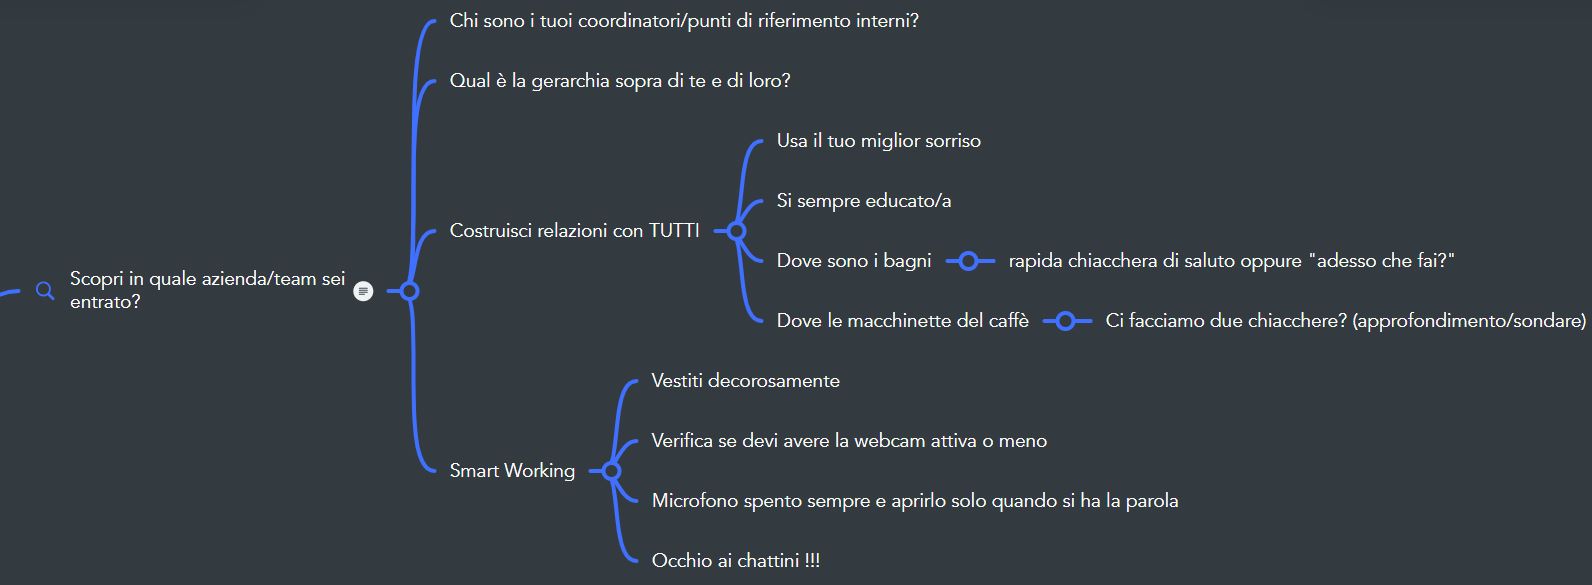 Chi sono i tuoi coordinatori/punti di riferimento interni?
Qual è la gerarchia sopra di te e di loro?
Usa il tuo miglior sorriso
Si sempre educato/a
Costruisci relazioni con TUTTI
Dove sono i bagni
rapida chiacchera di saluto oppure "adesso che fai?"
Scopri in quale azienda/team sei
entrato?
Dove le macchinette del caffè
Ci facciamo due chiacchere? (approfondimento/sondare)
Vestiti decorosamente
Verifica se devi avere la webcam attiva o meno
Smart Working
Microfono spento sempre e aprirlo solo quando si ha la parola
Occhio ai chattini !!!